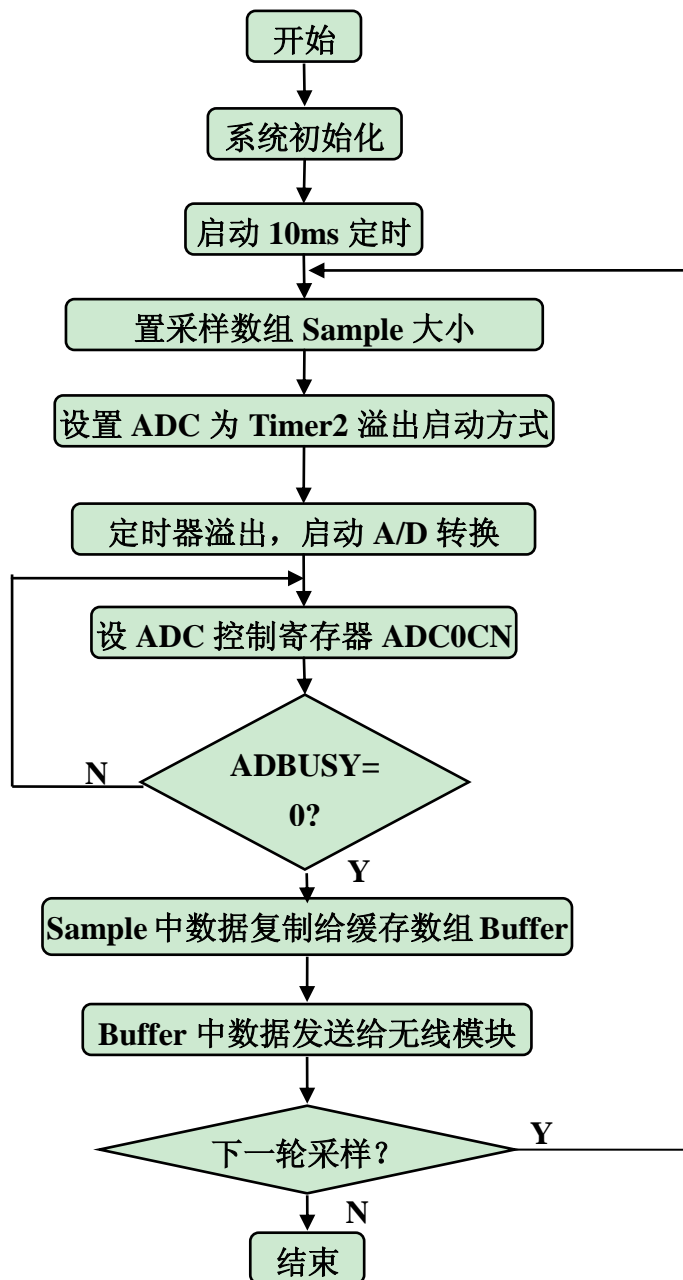 开始
系统初始化
启动 10ms 定时
置采样数组 Sample 大小
设置 ADC 为 Timer2 溢出启动方式
定时器溢出，启动 A/D 转换
设 ADC 控制寄存器 ADC0CN
ADBUSY=
0?
N
Y
Sample 中数据复制给缓存数组 Buffer
Buffer 中数据发送给无线模块
下一轮采样？
Y
N
结束